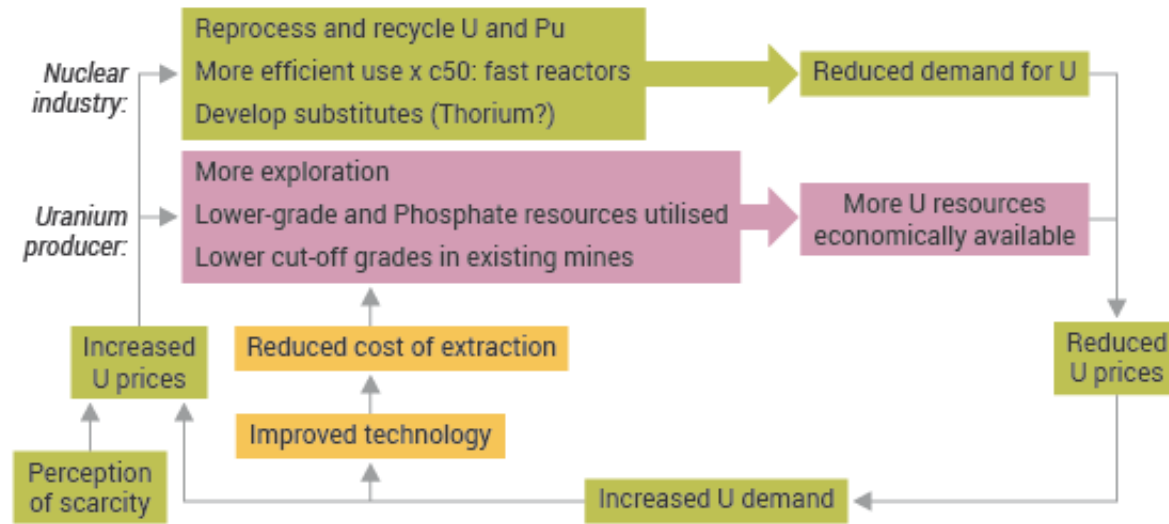 Nuclear
industry:
Reprocess and recycle U and Pu
More efficient use x c50: fast reactors
Develop substitutes (Thorium?)
Reduced demand for U
Uranium
producer:
More exploration
Lower-grade and Phosphate resources utilised
Lower cut-off grades in existing mines
More U resources
economically available
Increased
U prices
Reduced cost of extraction
Reduced
U prices
Improved technology
Perception
of scarcity
Increased U demand